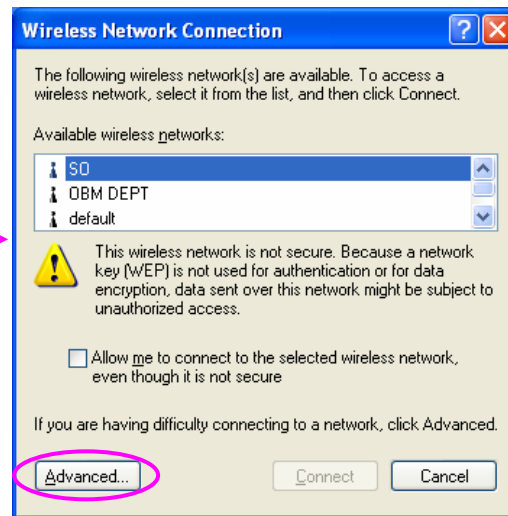 Wireless Network Connection
The following wireless network(s) are available. To access a
wireless network, select it from the list, and then click Connect.
Available wireless networks:
SO
OBM DEPT
default
This wireless network is not secure. Because a network
key (WEP) is not used for authentication or for data
encryption, data sent over this network might be subject to
unauthorized access.
Allow me to connect to the selected wireless network,
even though it is not secure
If you are having difficulty connecting to a network, click Advanced.
Advanced... Connect Cancel